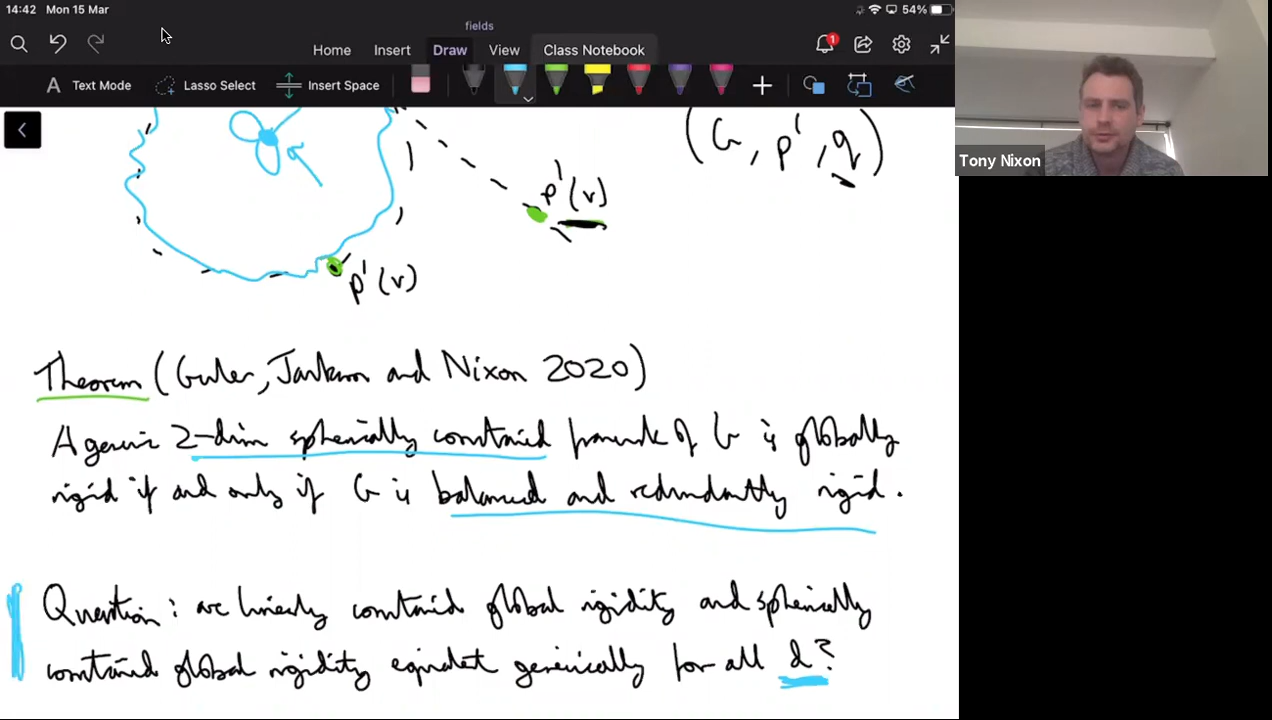 14:42 Mon 15 Mar
54%
fields
Home Insert Draw View Class Notebook
1
A Text Mode Lasso Select Insert Space
Tony Nixon
(G, p', q)
p'(v)
p'(v)
Theorem (Guler, Jackson and Nixon 2020)
A generic 2-dim spherically constrained framework of G is globally
rigid if and only if G is balanced and redundantly rigid.
Question: are linearly constrained global rigidity and spherically
constrained global rigidity equivalent generically for all d?